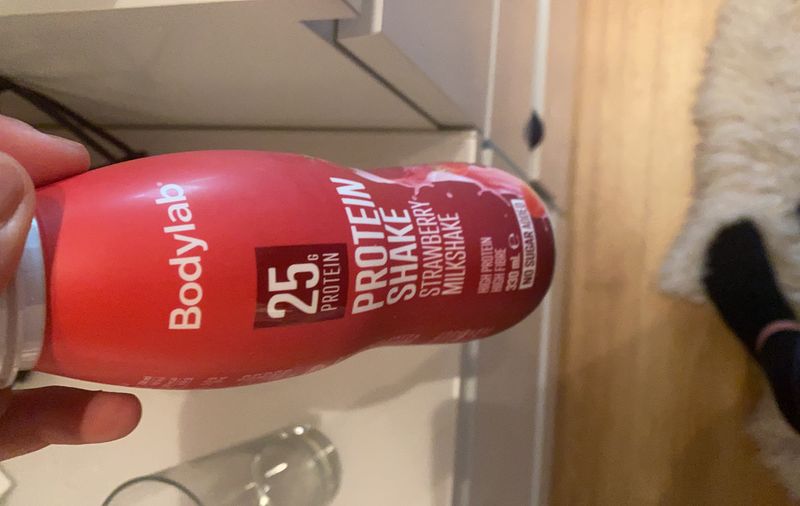 Bodylab
25G
PROTEIN
PROTEIN
SHAKE
STRAWBERRY
MILKSHAKE
HIGH PROTEIN
HIGH FIBRE
330 mL ℮
NO SUGAR ADDED